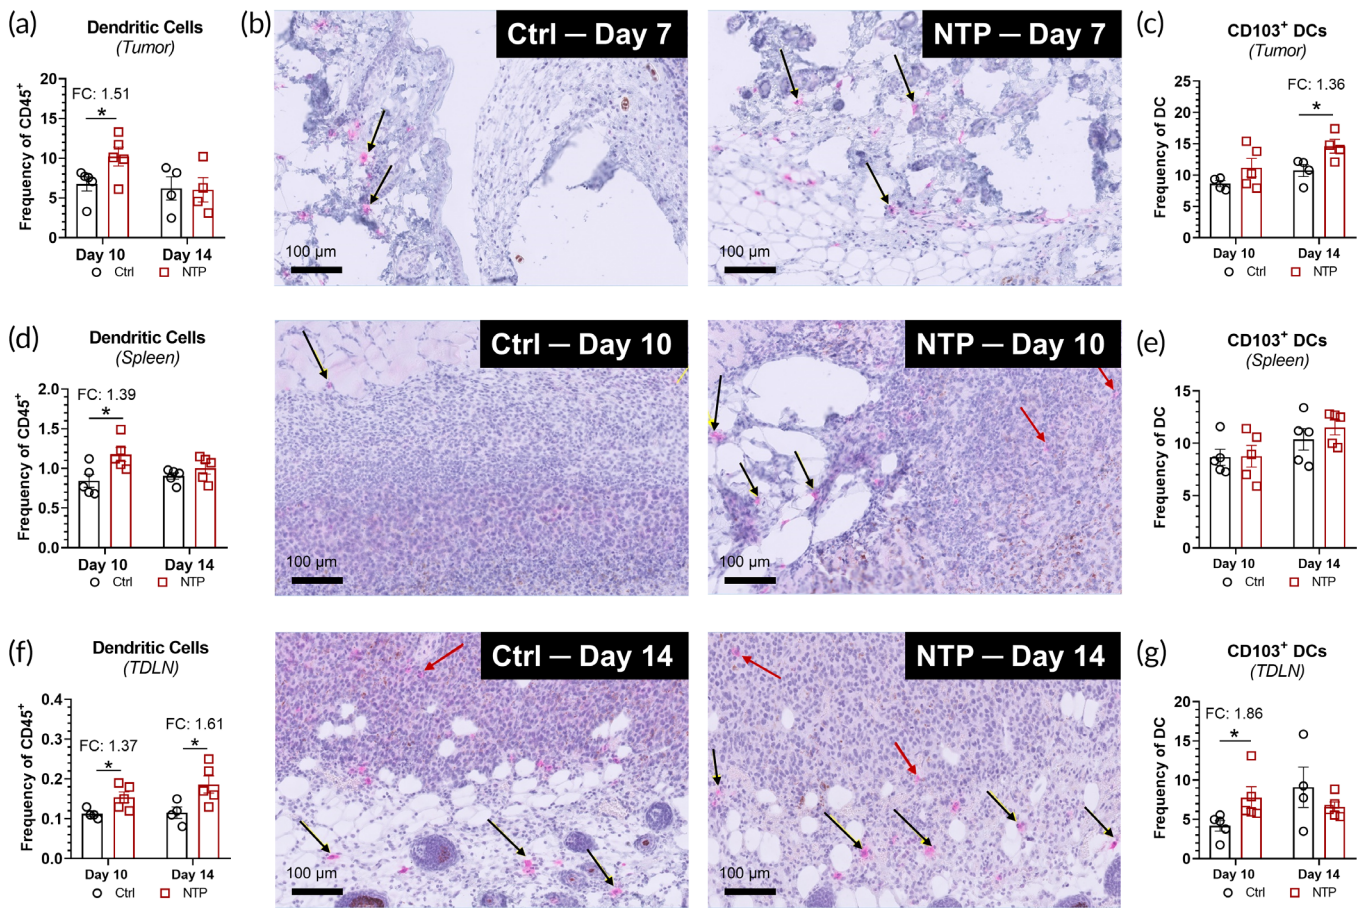 (a)
Dendritic Cells
(Tumor)
Frequency of CD45+
20
15
10
5
0
FC: 1.51
*
Day 10
Day 14
Ctrl
NTP
(b)
Ctrl — Day 7
100 µm
NTP — Day 7
100 µm
(c)
CD103+ DCs
(Tumor)
Frequency of DC
25
20
15
10
5
0
FC: 1.36
*
Day 10
Day 14
Ctrl
NTP
(d)
Dendritic Cells
(Spleen)
Frequency of CD45+
2.0
1.5
1.0
0.5
0.0
FC: 1.39
*
Day 10
Day 14
Ctrl
NTP
Ctrl — Day 10
100 µm
NTP — Day 10
100 µm
(e)
CD103+ DCs
(Spleen)
Frequency of DC
15
10
5
0
Day 10
Day 14
Ctrl
NTP
(f)
Dendritic Cells
(TDLN)
Frequency of CD45+
0.4
0.3
0.2
0.1
0.0
FC: 1.37
*
FC: 1.61
*
Day 10
Day 14
Ctrl
NTP
Ctrl — Day 14
100 µm
NTP — Day 14
100 µm
(g)
CD103+ DCs
(TDLN)
Frequency of DC
20
15
10
5
0
FC: 1.86
*
Day 10
Day 14
Ctrl
NTP